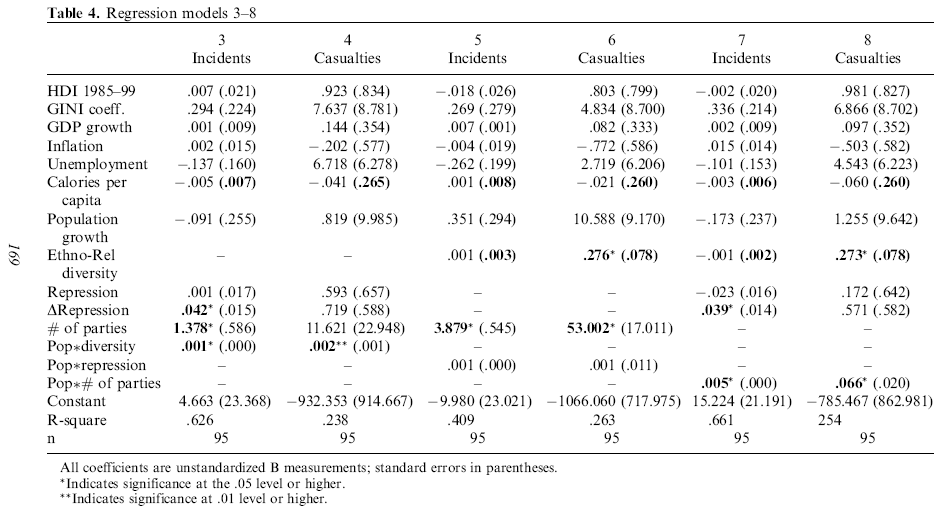 Table 4. Regression models 3–8
3 4 5 6 7 8
Incidents Casualties Incidents Casualties Incidents Casualties
HDI 1985–99 .007 (.021) .923 (.834) −.018 (.026) .803 (.799) −.002 (.020) .981 (.827)
GINI coeff. .294 (.224) 7.637 (8.781) .269 (.279) 4.834 (8.700) .336 (.214) 6.866 (8.702)
GDP growth .001 (.009) .144 (.354) .007 (.001) .082 (.333) .002 (.009) .097 (.352)
Inflation .002 (.015) −.202 (.577) −.004 (.019) −.772 (.586) .015 (.014) −.503 (.582)
Unemployment −.137 (.160) 6.718 (6.278) −.262 (.199) 2.719 (6.206) −.101 (.153) 4.543 (6.223)
Calories per −.005 (.007) −.041 (.265) .001 (.008) −.021 (.260) −.003 (.006) −.060 (.260)
capita
Population −.091 (.255) .819 (9.985) .351 (.294) 10.588 (9.170) −.173 (.237) 1.255 (9.642)
growth
Ethno-Rel – – .001 (.003) .276* (.078) −.001 (.002) .273* (.078)
diversity
Repression .001 (.017) .593 (.657) – – −.023 (.016) .172 (.642)
ΔRepression .042* (.015) .719 (.588) – – .039* (.014) .571 (.582)
# of parties 1.378* (.586) 11.621 (22.948) 3.879* (.545) 53.002* (17.011) – –
Pop∗diversity .001* (.000) .002** (.001) – – – –
Pop∗repression – – .001 (.000) .001 (.011) – –
Pop∗# of parties – – – – .005* (.000) .066* (.020)
Constant 4.663 (23.368) −932.353 (914.667) −9.980 (23.021) −1066.060 (717.975) 15.224 (21.191) −785.467 (862.981)
R-square .626 .238 .409 .263 .661 254
n 95 95 95 95 95 95
All coefficients are unstandardized B measurements; standard errors in parentheses.
*Indicates significance at the .05 level or higher.
**Indicates significance at .01 level or higher.
169